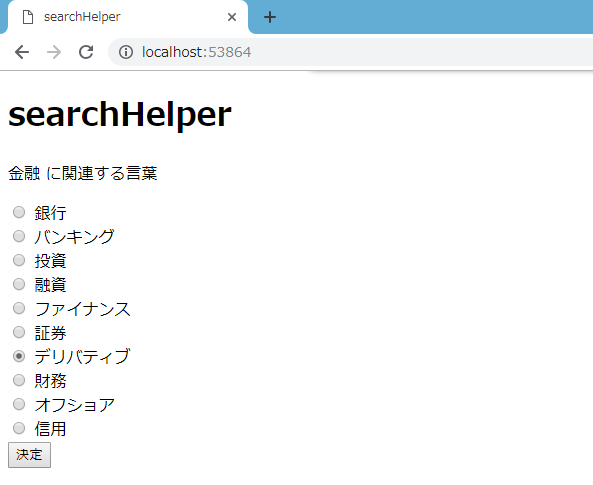 searchHelper
localhost:53864
searchHelper
金融 に関連する言葉
銀行
バンキング
投資
融資
ファイナンス
証券
デリバティブ
財務
オフショア
信用
決定